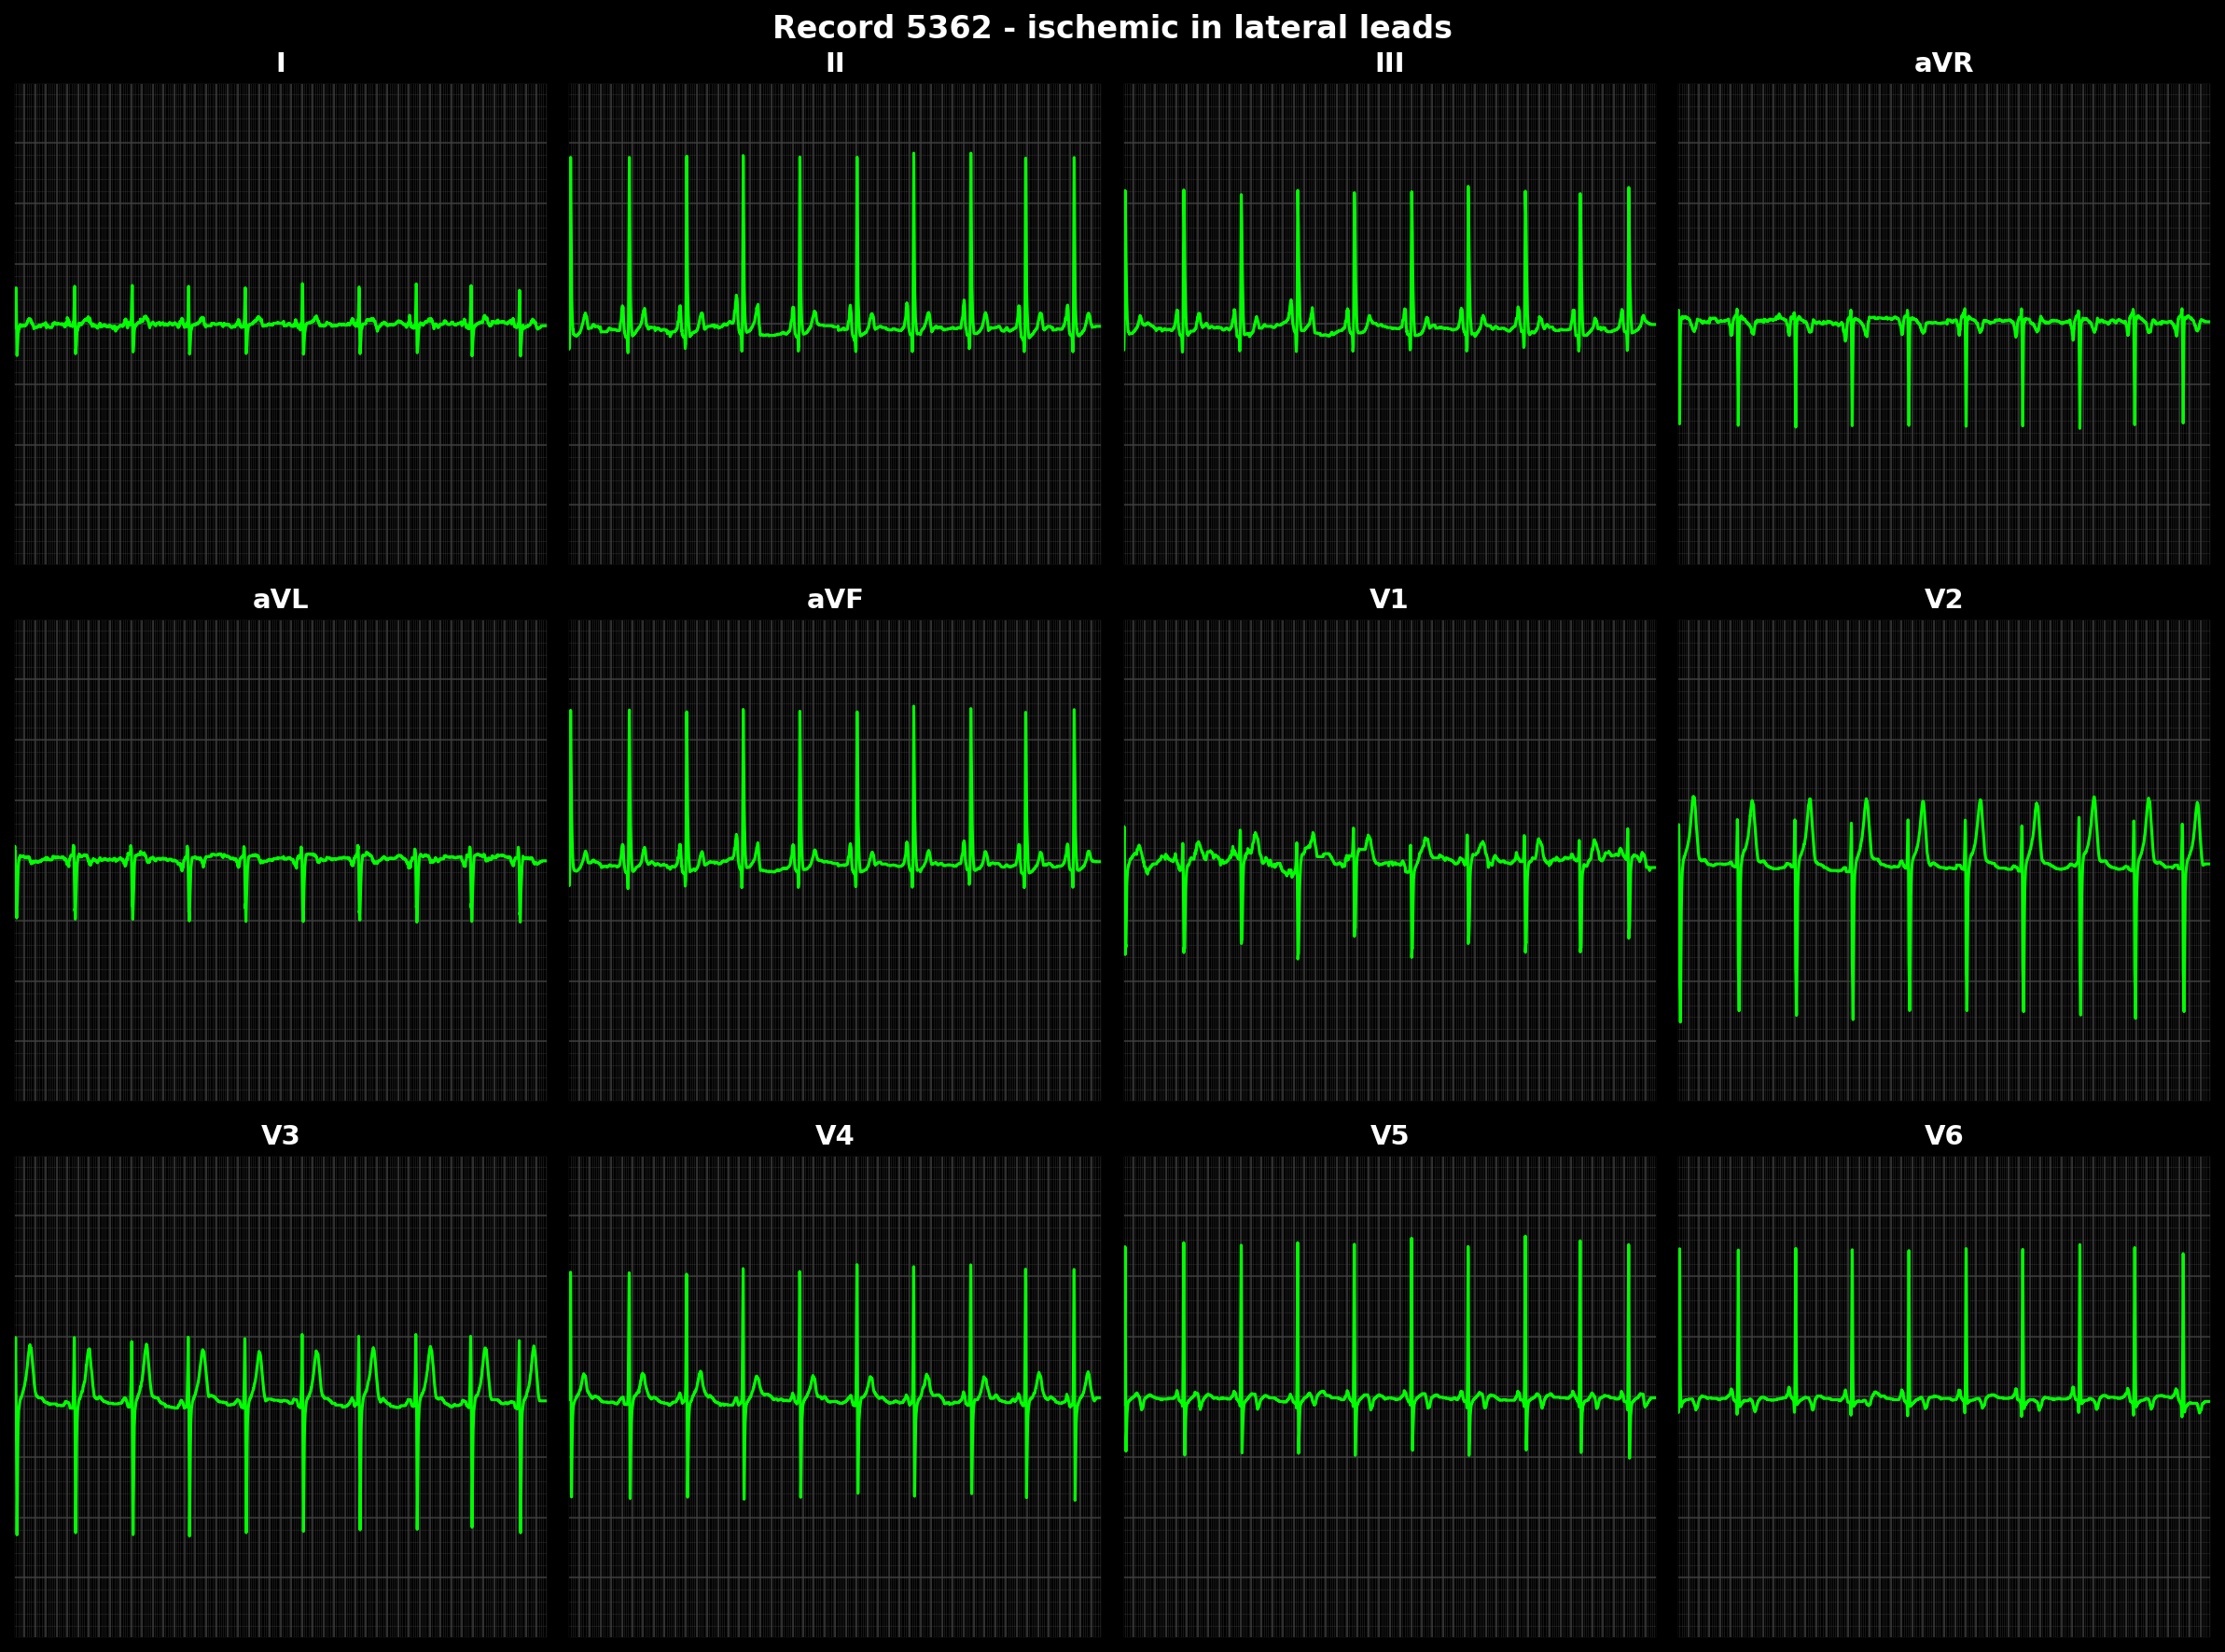 Record 5362 - ischemic in lateral leads
I II III aVR
aVL aVF V1 V2
V3 V4 V5 V6